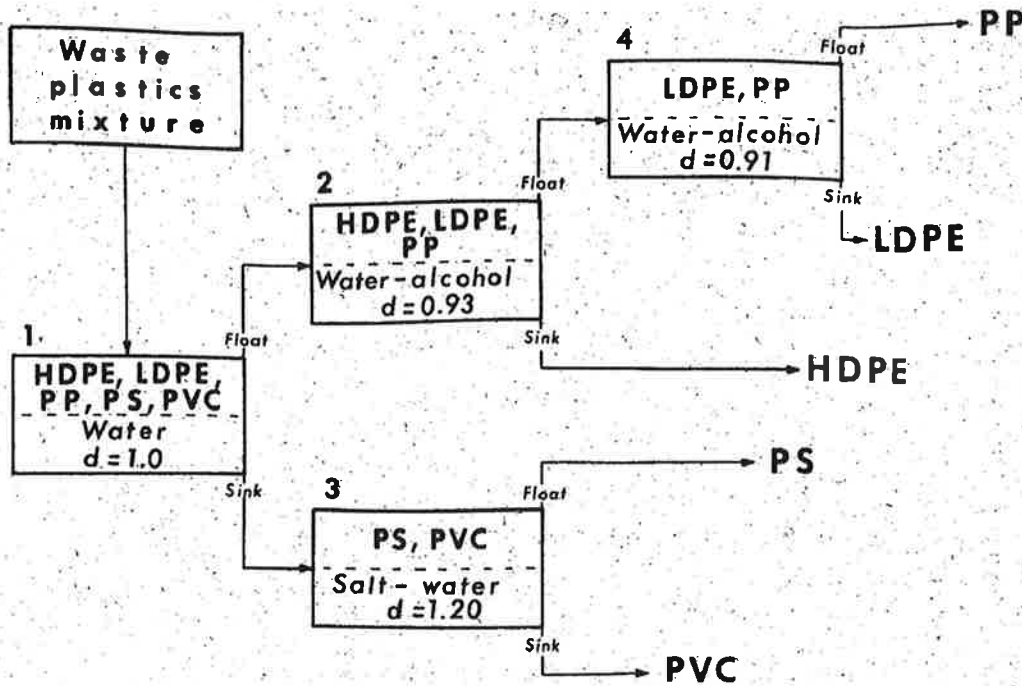 Waste
plastics
mixture
1
HDPE, LDPE,
PP, PS, PVC
Water
d=1.0
Float
Sink
2
HDPE, LDPE,
PP
Water-alcohol
d=0.93
Float
Sink
HDPE
3
PS, PVC
Salt-water
d=1.20
Float
PS
Sink
PVC
4
LDPE, PP
Water-alcohol
d=0.91
Float
PP
Sink
LDPE